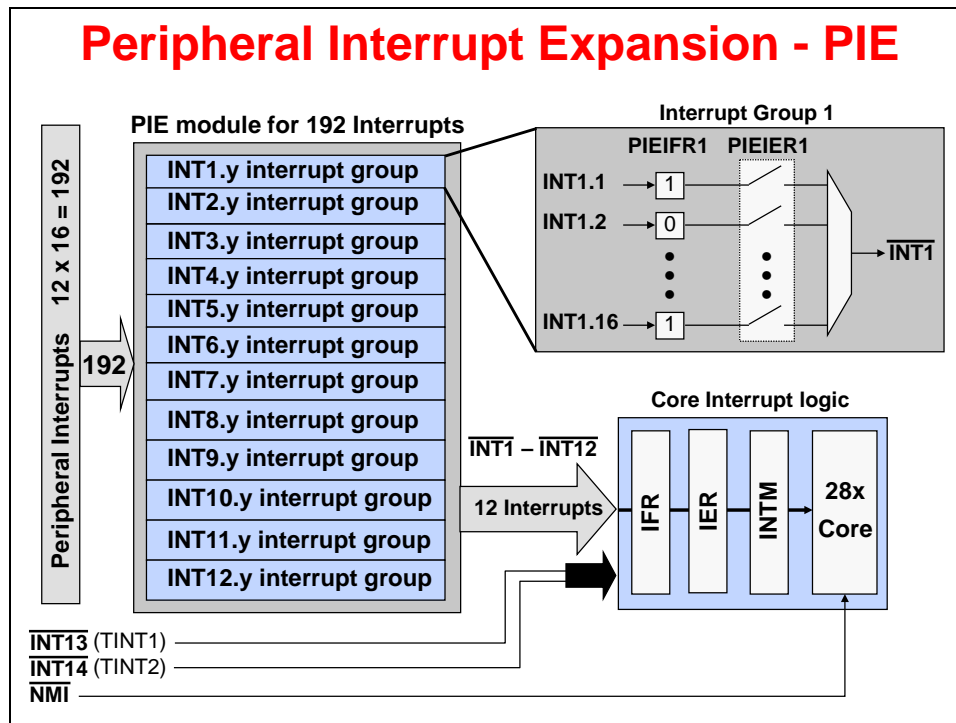 Peripheral Interrupt Expansion - PIE
Peripheral Interrupts 12 x 16 = 192
192
PIE module for 192 Interrupts
INT1.y interrupt group
INT2.y interrupt group
INT3.y interrupt group
INT4.y interrupt group
INT5.y interrupt group
INT6.y interrupt group
INT7.y interrupt group
INT8.y interrupt group
INT9.y interrupt group
INT10.y interrupt group
INT11.y interrupt group
INT12.y interrupt group
Interrupt Group 1
PIEIFR1 PIEIER1
INT1.1 1
INT1.2 0
INT1
INT1.16 1
Core Interrupt logic
INT1 – INT12
12 Interrupts
IFR
IER
INTM
28x
Core
INT13 (TINT1)
INT14 (TINT2)
NMI